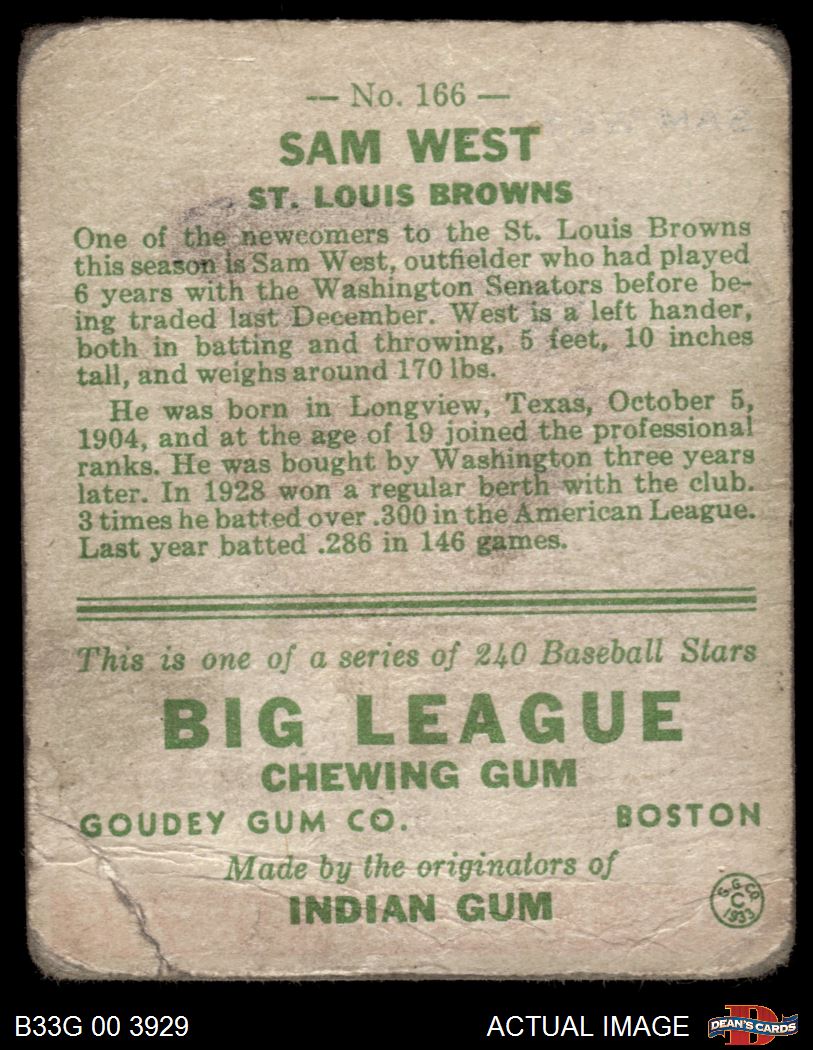 — No. 166 —
SAM WEST
ST. LOUIS BROWNS
One of the newcomers to the St. Louis Browns
this season is Sam West, outfielder who had played
6 years with the Washington Senators before be-
ing traded last December. West is a left hander,
both in batting and throwing, 5 feet, 10 inches
tall, and weighs around 170 lbs.
He was born in Longview, Texas, October 5,
1904, and at the age of 19 joined the professional
ranks. He was bought by Washington three years
later. In 1928 won a regular berth with the club.
3 times he batted over .300 in the American League.
Last year batted .286 in 146 games.
This is one of a series of 240 Baseball Stars
BIG LEAGUE
CHEWING GUM
GOUDEY GUM CO. BOSTON
Made by the originators of
INDIAN GUM
G.G.CO.
C
1933
B33G 00 3929 ACTUAL IMAGE
D
DEAN'S CARDS